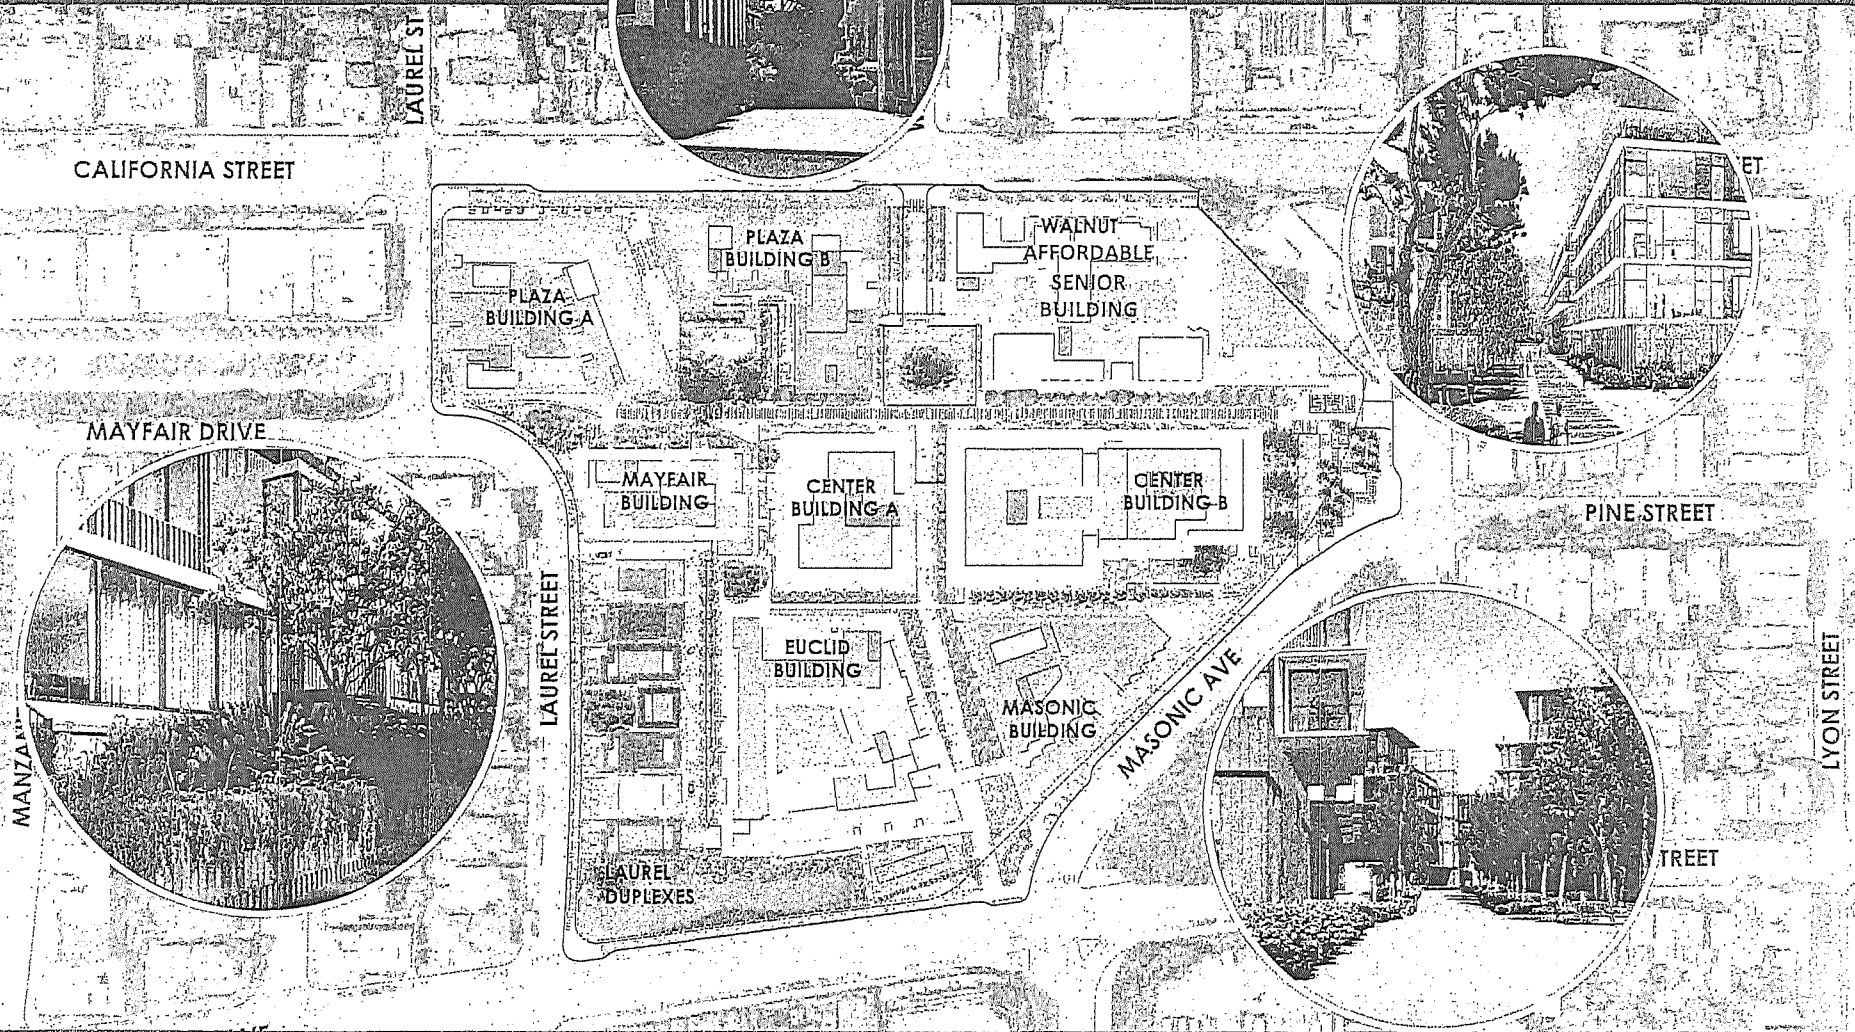 LAUREL ST
CALIFORNIA STREET
WALNUT
AFFORDABLE
SENIOR
BUILDING
PLAZA
BUILDING B
PLAZA
BUILDING A
MAYFAIR DRIVE
MAYFAIR
BUILDING
CENTER
BUILDING A
CENTER
BUILDING B
PINE STREET
LAUREL STREET
EUCLID
BUILDING
MASONIC
BUILDING
MASONIC AVE
LYON STREET
LAUREL
DUPLEXES